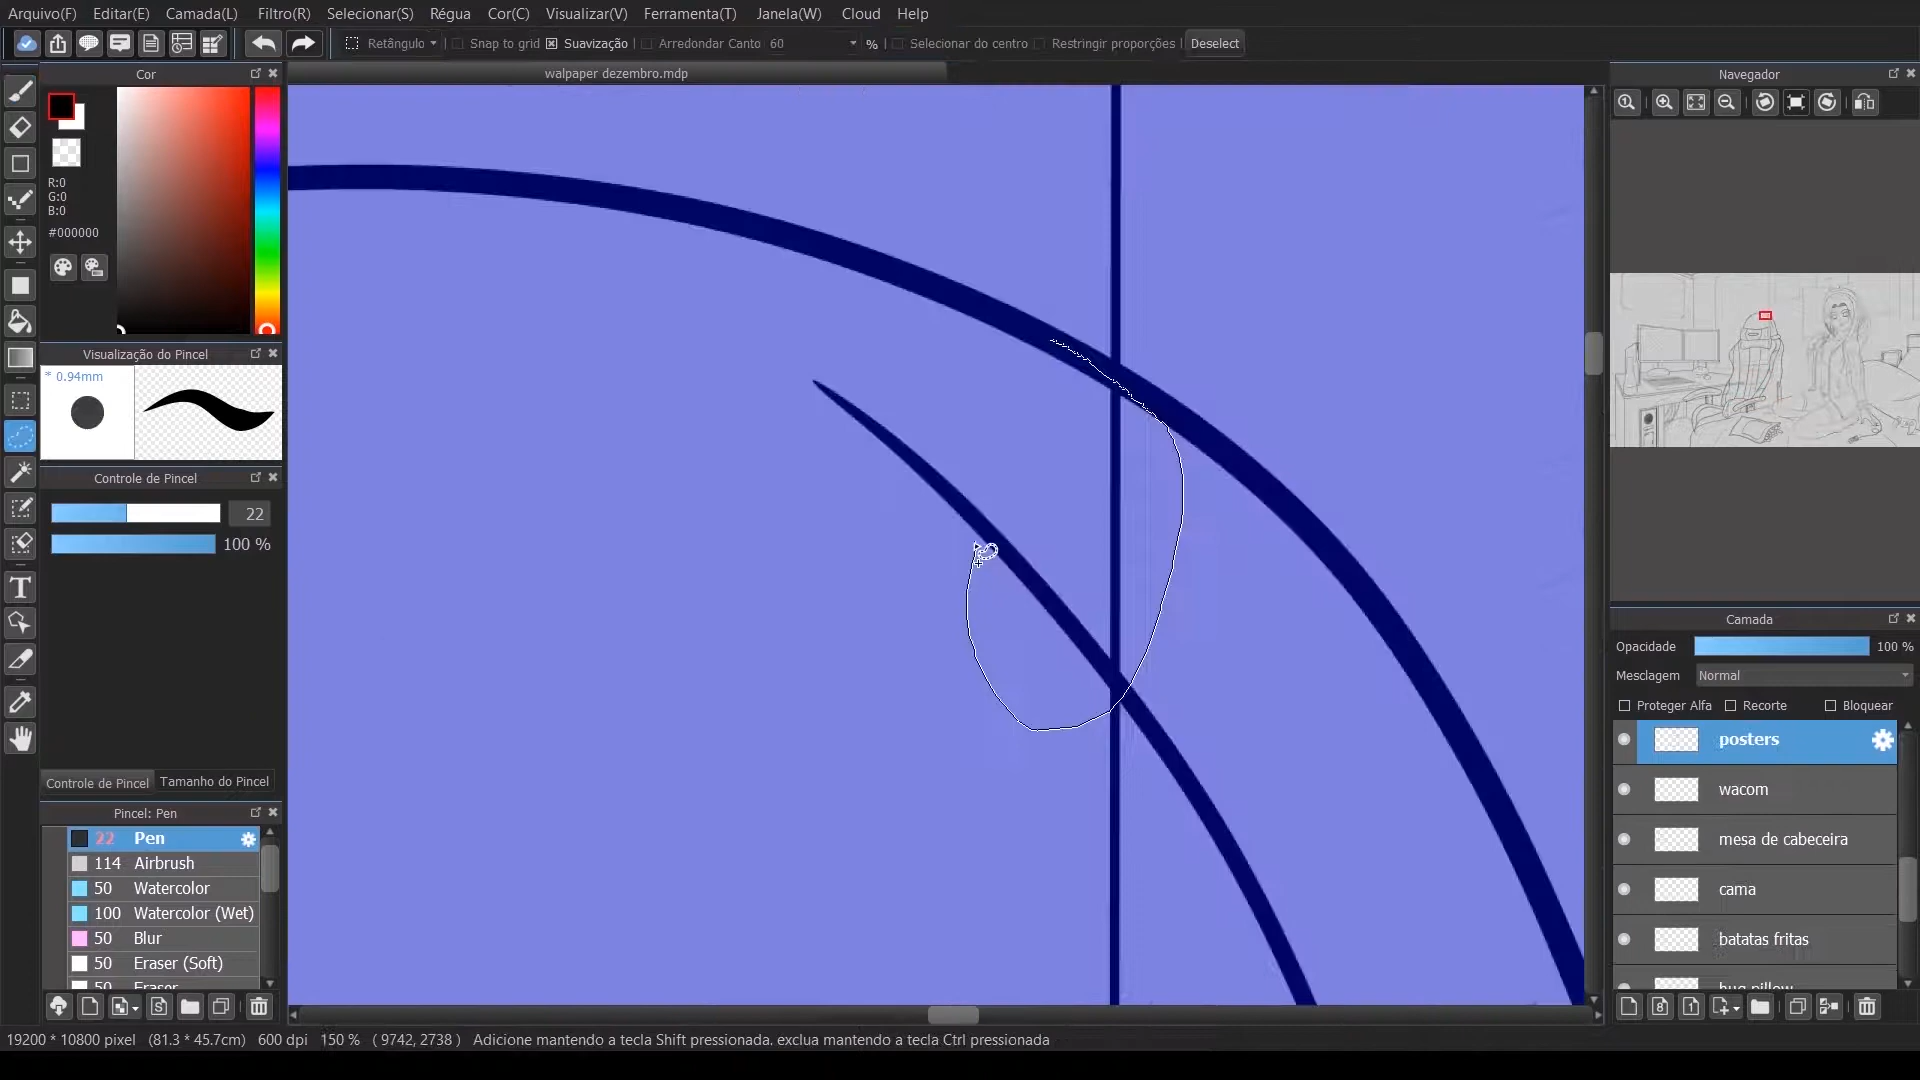 Arquivo(F) Editar(E) Camada(L) Filtro(R) Selecionar(S) Régua Cor(C) Visualizar(V) Ferramenta(T) Janela(W) Cloud Help
Retângulo Snap to grid Suavização Arredondar Canto 60 % Selecionar do centro Restringir proporções Deselect
Cor
walpaper dezembro.mdp
Navegador
R:0
G:0
B:0
#000000
Visualização do Pincel
* 0.94mm
Controle de Pincel
22
100 %
Controle de Pincel Tamanho do Pincel
Pincel: Pen
22 Pen
114 Airbrush
50 Watercolor
100 Watercolor (Wet)
50 Blur
50 Eraser (Soft)
50 Eraser
Camada
Opacidade 100 %
Mesclagem Normal
Proteger Alfa Recorte Bloquear
posters
wacom
mesa de cabeceira
cama
batatas fritas
hug pillow
19200 * 10800 pixel (81.3 * 45.7cm) 600 dpi 150 % ( 9742, 2738 ) Adicione mantendo a tecla Shift pressionada. exclua mantendo a tecla Ctrl pressionada